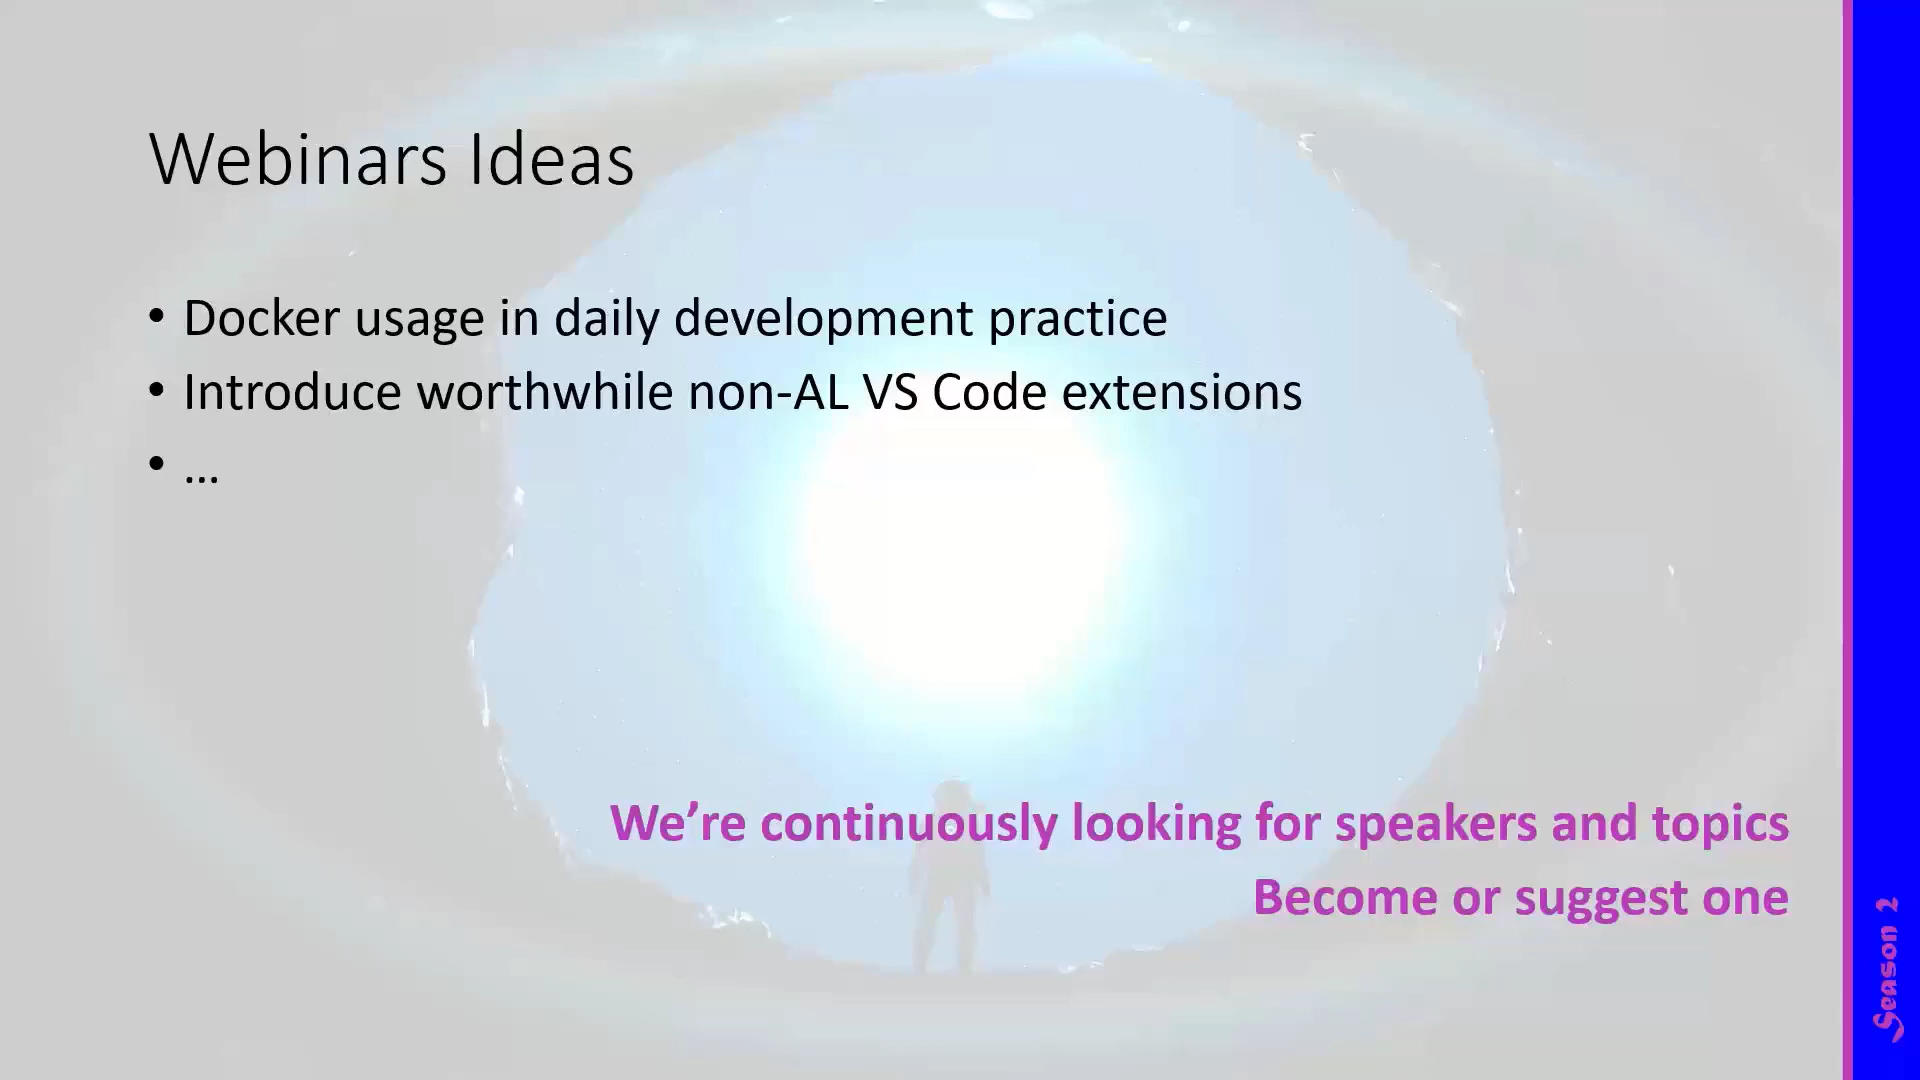 Webinars Ideas
• Docker usage in daily development practice
• Introduce worthwhile non-AL VS Code extensions
• …
We’re continuously looking for speakers and topics
Become or suggest one
Season 2